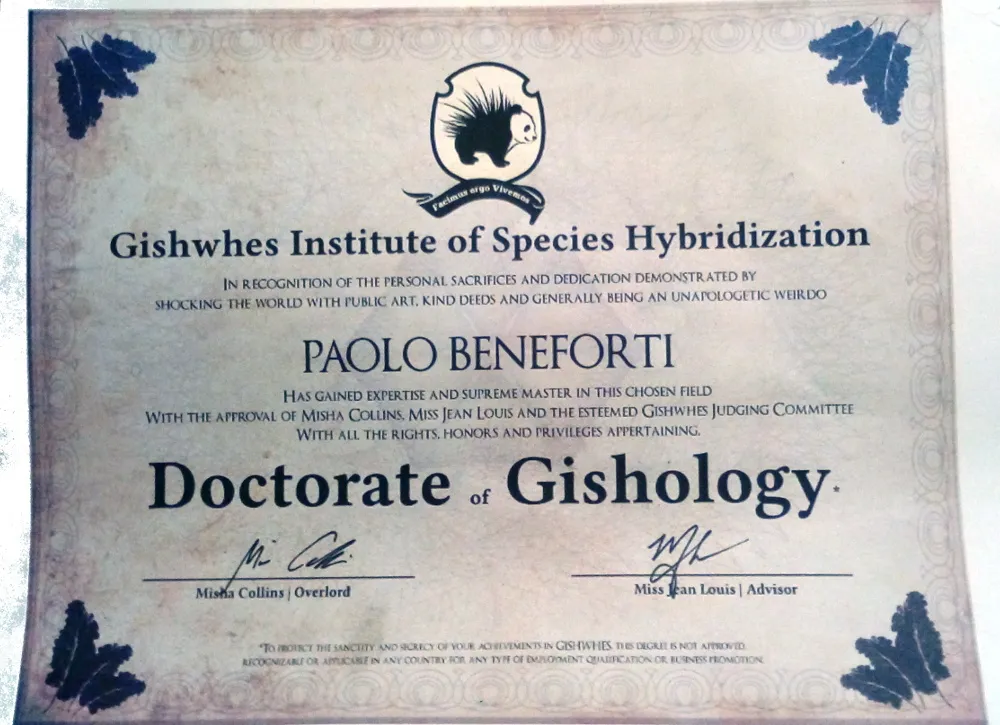 Facimus ergo Vivemos
Gishwhes Institute of Species Hybridization
In recognition of the personal sacrifices and dedication demonstrated by
shocking the world with public art, kind deeds and generally being an unapologetic weirdo
PAOLO BENEFORTI
Has gained expertise and supreme master in this chosen field
With the approval of Misha Collins, Miss Jean Louis and the esteemed Gishwhes Judging Committee
With all the rights, honors and privileges appertaining.
Doctorate of Gishology*
Misha Collins | Overlord
Miss Jean Louis | Advisor
*To protect the sanctity and secrecy of your achievements in GISHWHES, this degree is not approved,
recognizable or applicable in any country for any type of employment qualification or business promotion.